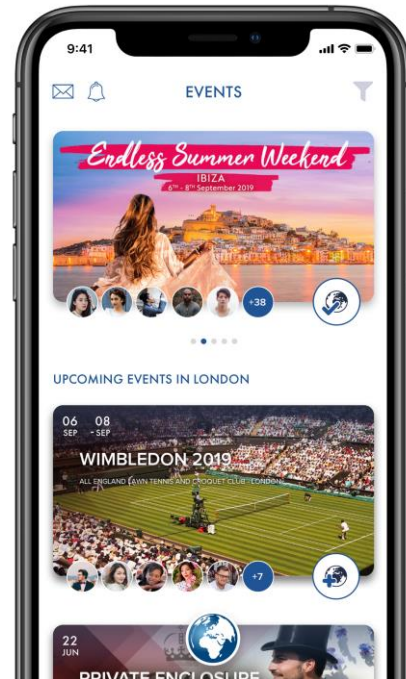 9:41
EVENTS
Endless Summer Weekend
IBIZA
6TH - 8TH September 2019
+38
UPCOMING EVENTS IN LONDON
06 08
SEP - SEP
WIMBLEDON 2019
ALL ENGLAND LAWN TENNIS AND CROQUET CLUB - LONDON
+7
22
JUN
PRIVATE ENCLOSURE